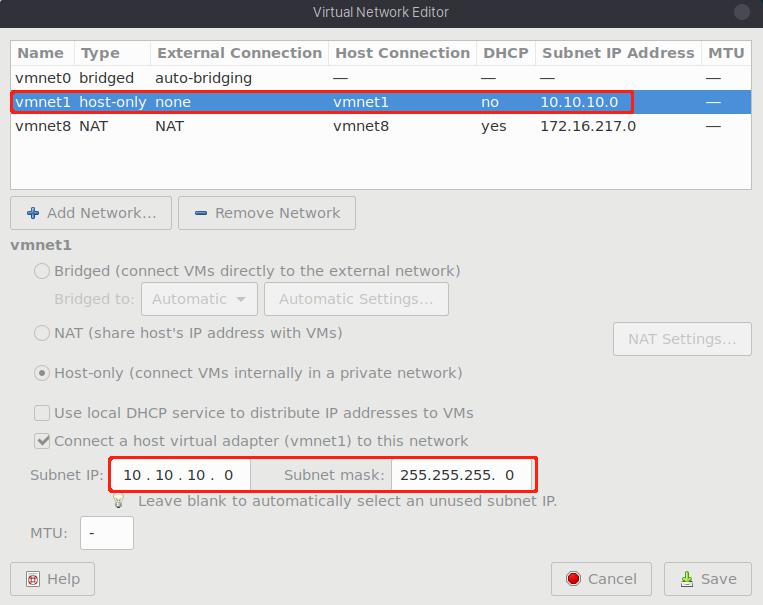 Virtual Network Editor
Name Type External Connection Host Connection DHCP Subnet IP Address MTU
vmnet0 bridged auto-bridging — — — —
vmnet1 host-only none vmnet1 no 10.10.10.0 —
vmnet8 NAT NAT vmnet8 yes 172.16.217.0 —
Add Network... Remove Network
vmnet1
Bridged (connect VMs directly to the external network)
Bridged to: Automatic Automatic Settings...
NAT (share host's IP address with VMs)
NAT Settings...
Host-only (connect VMs internally in a private network)
Use local DHCP service to distribute IP addresses to VMs
Connect a host virtual adapter (vmnet1) to this network
Subnet IP: 10 . 10 . 10 . 0 Subnet mask: 255.255.255. 0
Leave blank to automatically select an unused subnet IP.
MTU: -
Help Cancel Save